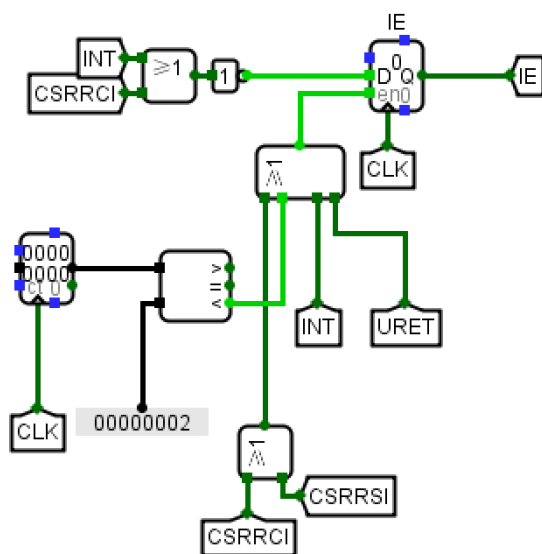 IE
INT
≥1
1
0
D Q
IE
CSRRCI
en0
≥1
CLK
0000
0000
ct 0
>
=
<
INT
URET
CLK
00000002
≥1
CSRRSI
CSRRCI